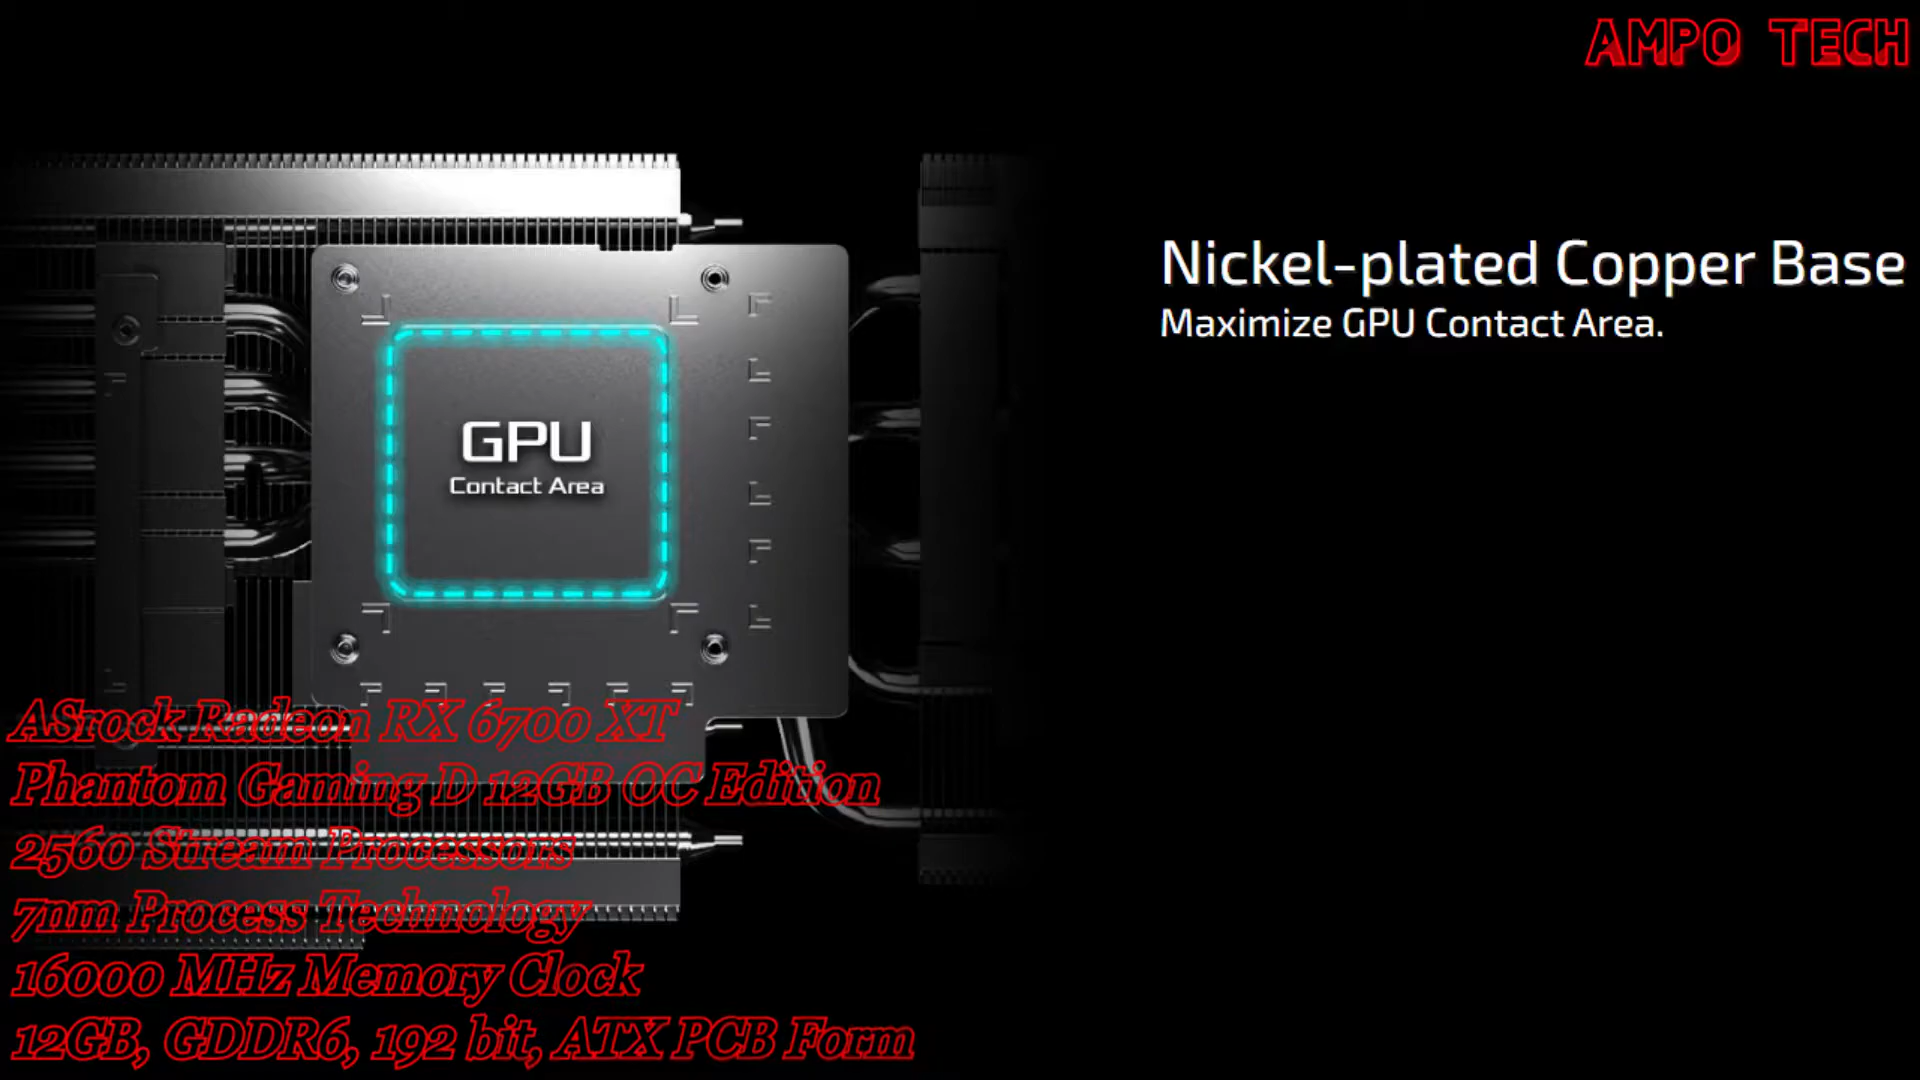 AMPO TECH
Nickel-plated Copper Base
Maximize GPU Contact Area.
GPU
Contact Area
ASrock Radeon RX 6700 XT
Phantom Gaming D 12GB OC Edition
2560 Stream Processors
7nm Process Technology
16000 MHz Memory Clock
12GB, GDDR6, 192 bit, ATX PCB Form